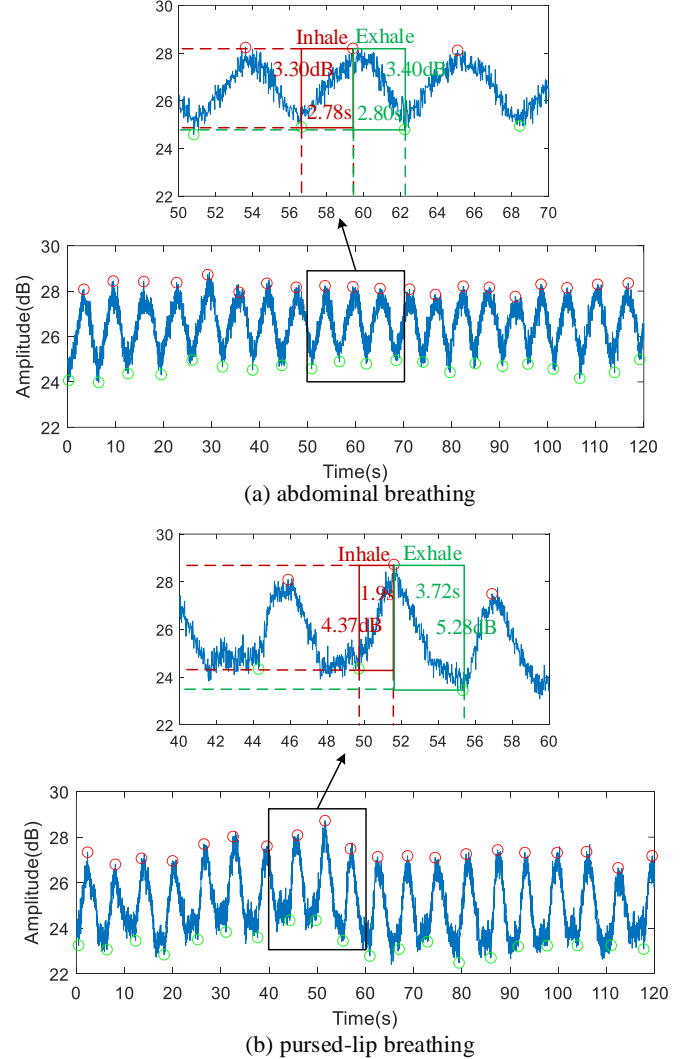 30
28
26
24
22
50 52 54 56 58 60 62 64 66 68 70
Inhale Exhale
3.30dB 3.40dB
2.78s 2.80s
Amplitude(dB)
30
28
26
24
22
0 10 20 30 40 50 60 70 80 90 100 110 120
Time(s)
(a) abdominal breathing
30
28
26
24
22
40 42 44 46 48 50 52 54 56 58 60
Inhale Exhale
1.9s 3.72s
4.37dB 5.28dB
Amplitude(dB)
30
28
26
24
22
0 10 20 30 40 50 60 70 80 90 100 110 120
Time(s)
(b) pursed-lip breathing